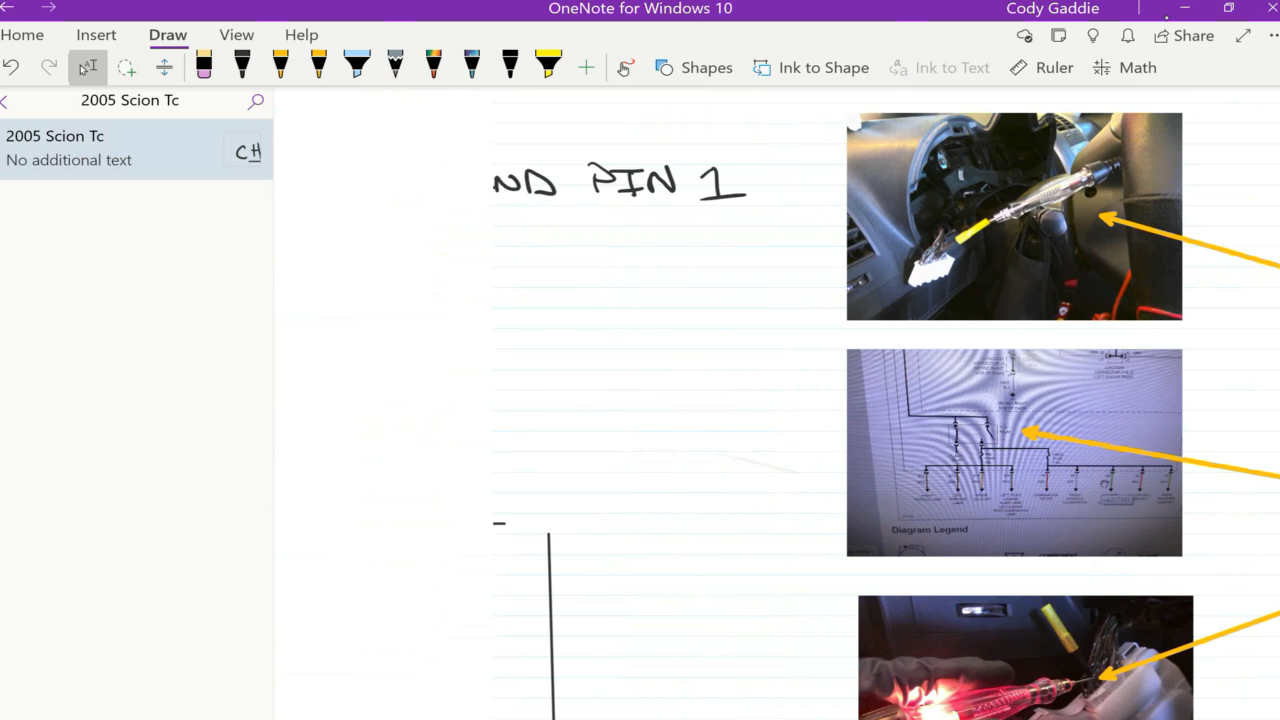 OneNote for Windows 10
Cody Gaddie
Home Insert Draw View Help
Share
Shapes
Ink to Shape
Ink to Text
Ruler
Math
2005 Scion Tc
2005 Scion Tc
No additional text
CH
ND PIN 1
Diagram Legend